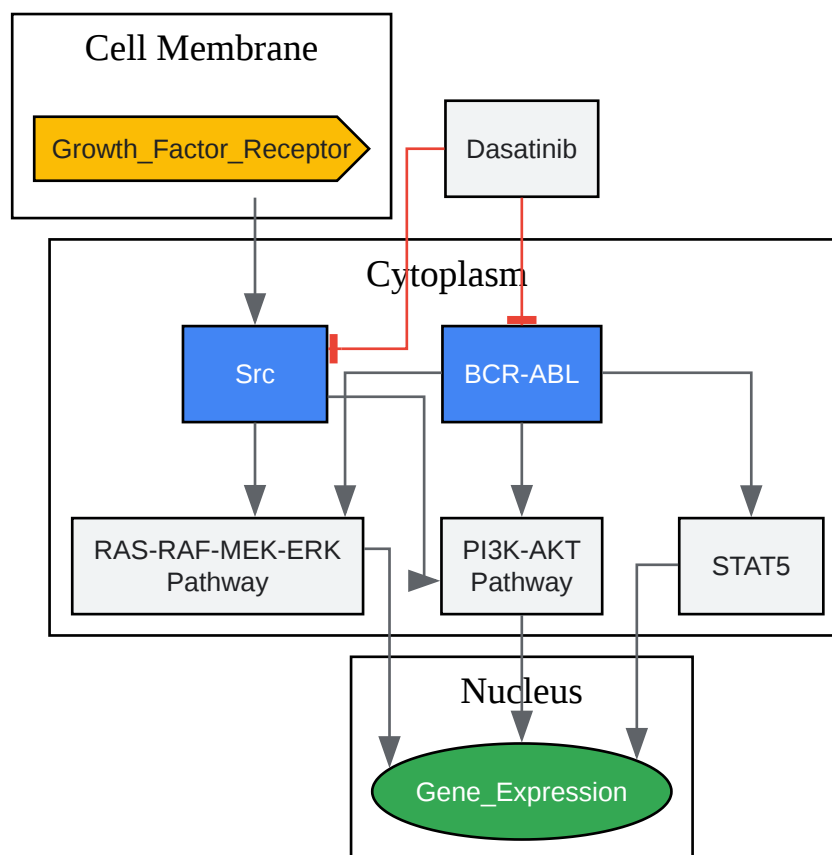 Cell Membrane
Growth_Factor_Receptor
Dasatinib
Cytoplasm
Src
BCR-ABL
RAS-RAF-MEK-ERK
Pathway
PI3K-AKT
Pathway
STAT5
Nucleus
Gene_Expression